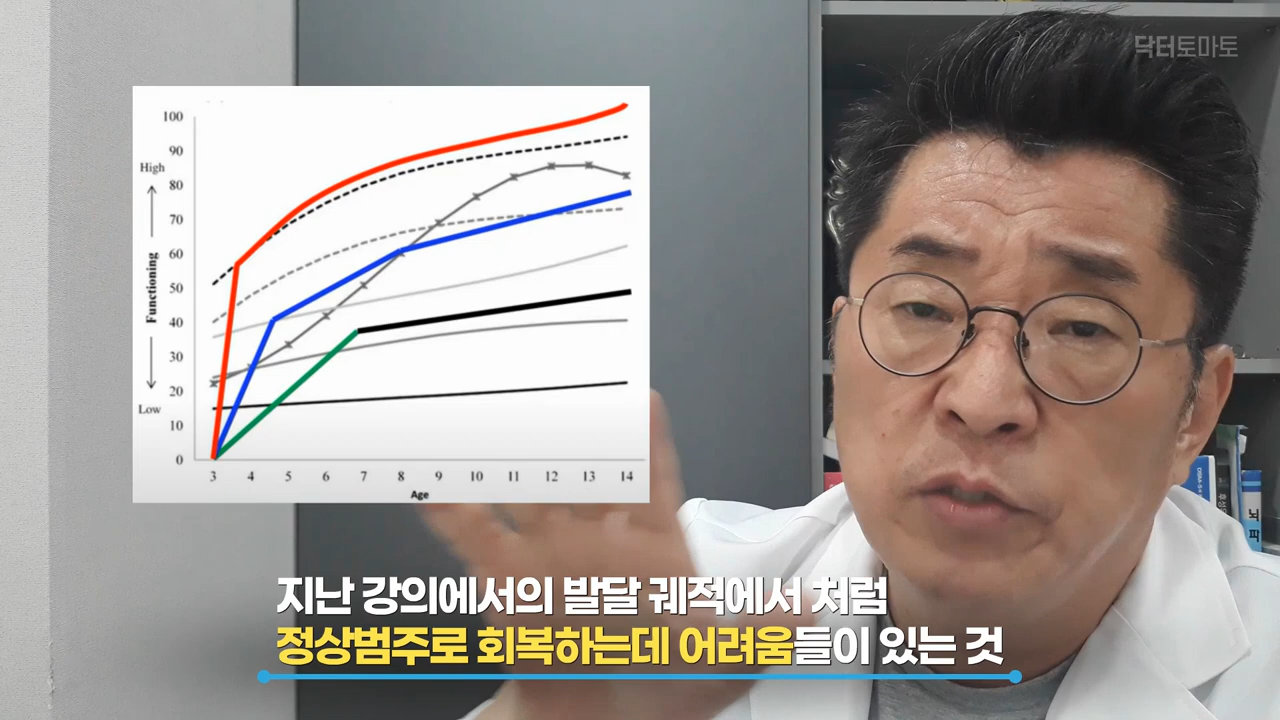 닥터토마토
100
90
High
80
70
60
Functioning
50
40
30
20
Low
10
0
3 4 5 6 7 8 9 10 11 12 13 14
Age
지난 강의에서의 발달 궤적에서 처럼
정상범주로 회복하는데 어려움들이 있는 것